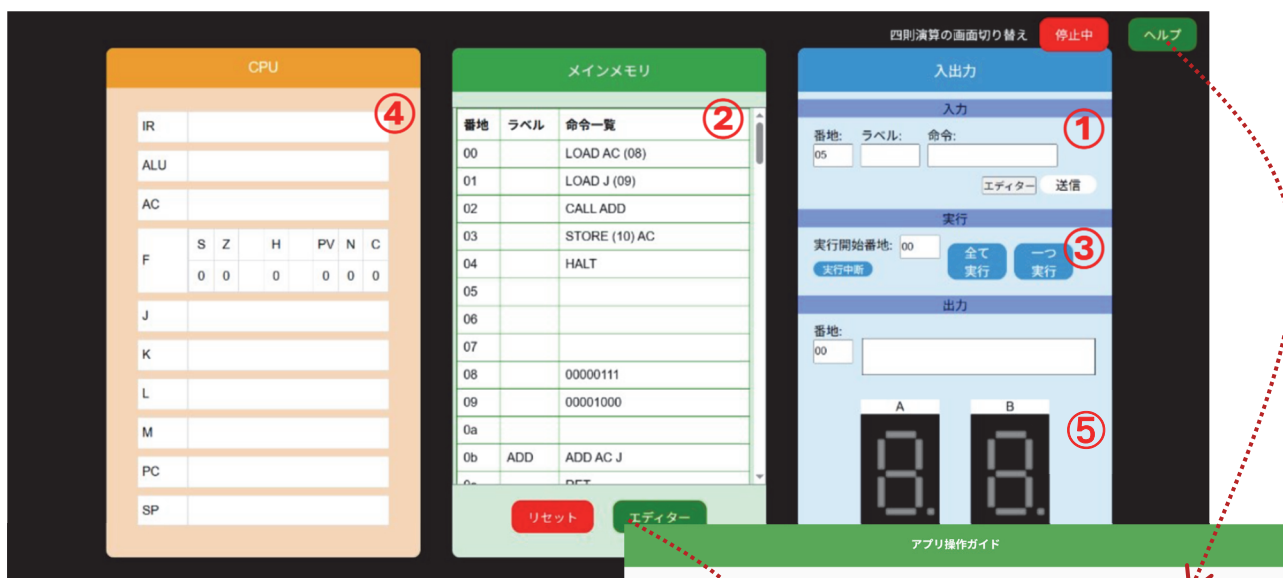 四則演算の画面切り替え 停止中 ヘルプ
CPU
④
IR
ALU
AC
F S Z H PV N C
0 0 0 0 0 0
J
K
L
M
PC
SP
メインメモリ
②
番地 ラベル 命令一覧
00 LOAD AC (08)
01 LOAD J (09)
02 CALL ADD
03 STORE (10) AC
04 HALT
05
06
07
08 00000111
09 00001000
0a
0b ADD ADD AC J
リセット エディター
入出力
入力
①
番地: ラベル: 命令:
05
エディター 送信
実行
実行開始番地: 00 全て実行 一つ実行 ③
実行中断
出力
番地:
00
A B
⑤
アプリ操作ガイド